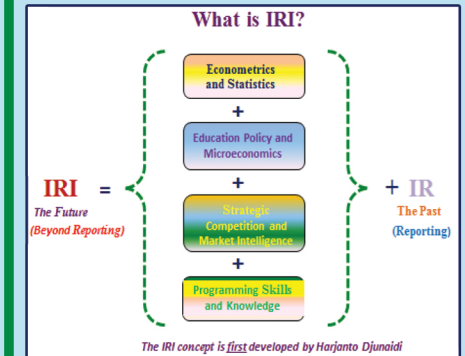 What is IRI?
Econometrics
and Statistics
+
Education Policy and
Microeconomics
+
IRI =
The Future
(Beyond Reporting)
Strategic
Competition and
Market Intelligence
+ IR
The Past
(Reporting)
+
Programming Skills
and Knowledge
The IRI concept is first developed by Harjanto Djunaidi